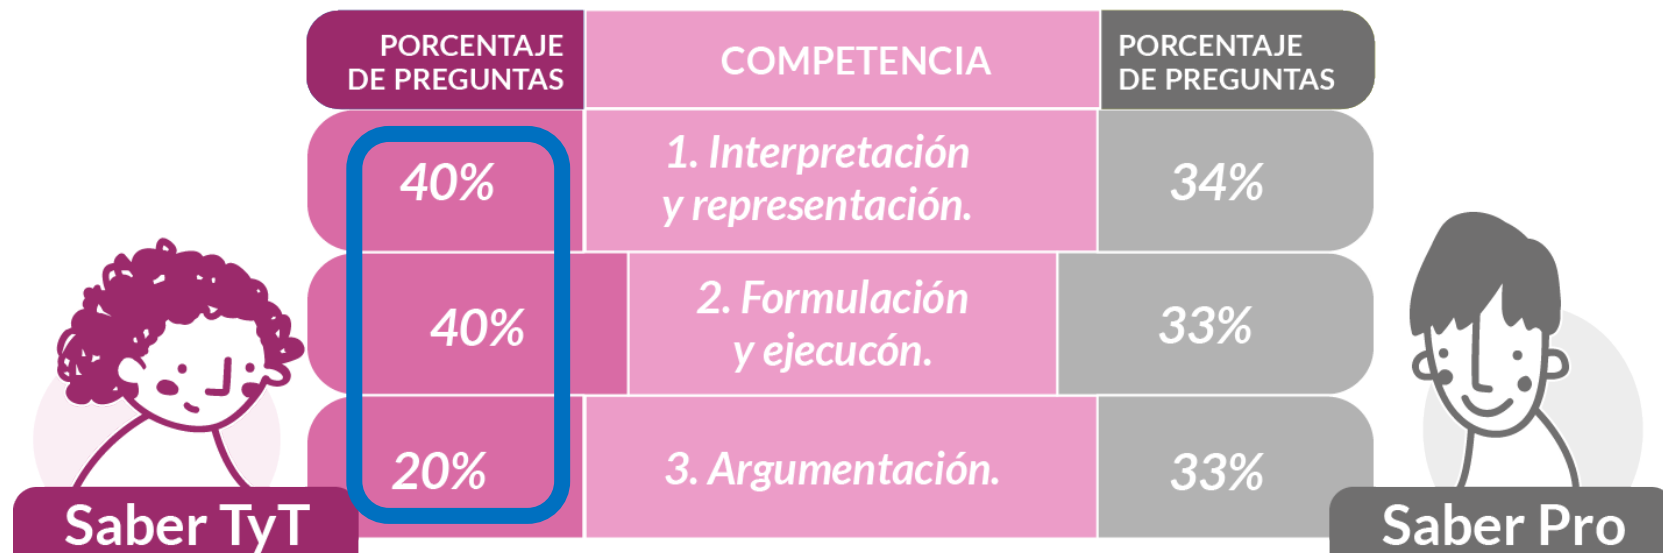 PORCENTAJE
DE PREGUNTAS
COMPETENCIA
PORCENTAJE
DE PREGUNTAS
40%
1. Interpretación
y representación.
34%
40%
2. Formulación
y ejecucón.
33%
20%
3. Argumentación.
33%
Saber TyT
Saber Pro